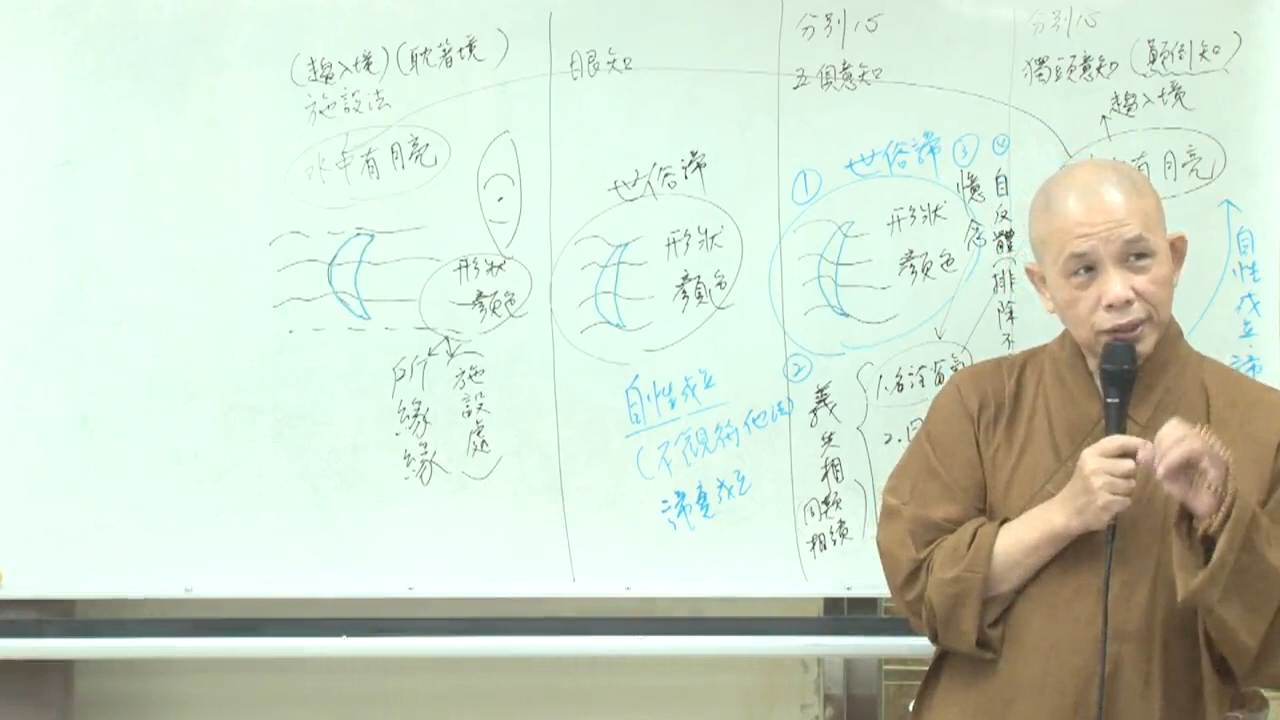 (趨入境)(耽著境)
施設法
水中有月亮
形狀
顏色
所緣緣
施設處
眼知
世俗諦
形狀
顏色
自性成立
(不觀待他法)
諦實成立
分別心
五俱意知
① 世俗諦
形狀
顏色
②
義共相
同類
相續
③ 憶念
④ 自反體(排除不
1.
2.
分別心
獨頭意知(顛倒知)
趨入境
有月亮
自性成立 諦